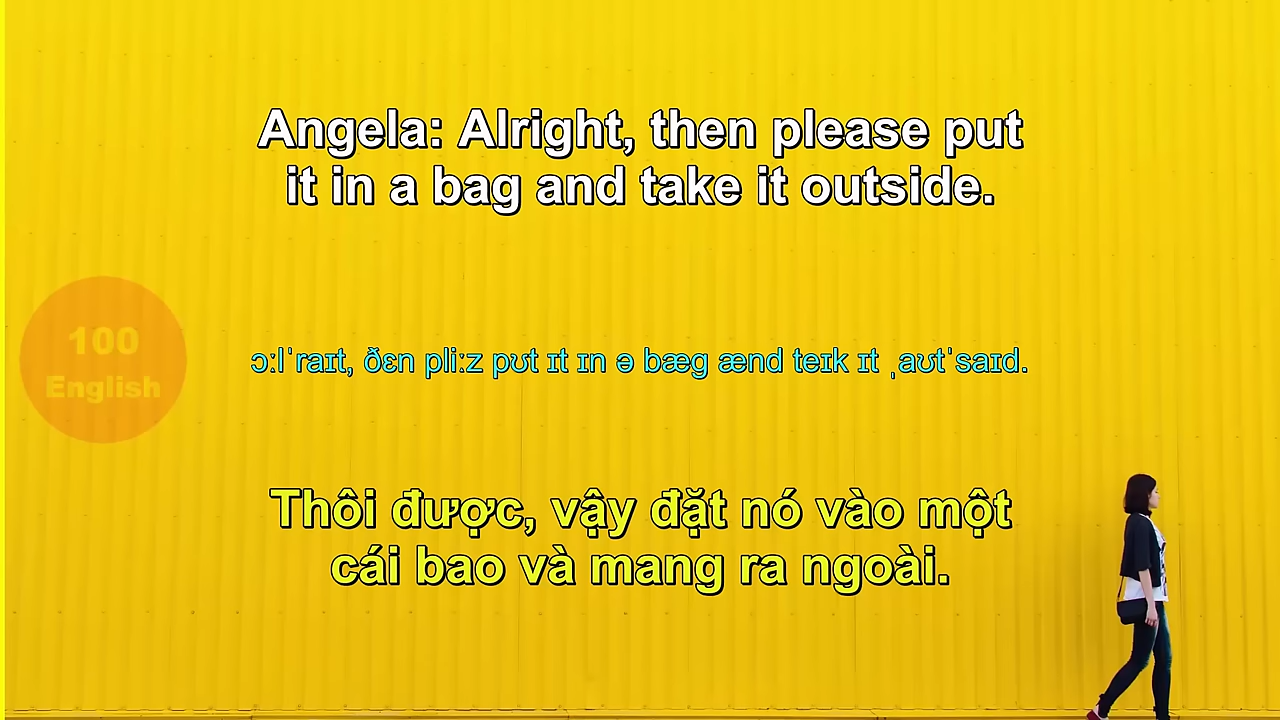 Angela: Alright, then please put
it in a bag and take it outside.
100
English
ɔːlˈraɪt, ðɛn pliːz pʊt ɪt ɪn ə bæg ænd teɪk ɪt ˌaʊtˈsaɪd.
Thôi được, vậy đặt nó vào một
cái bao và mang ra ngoài.